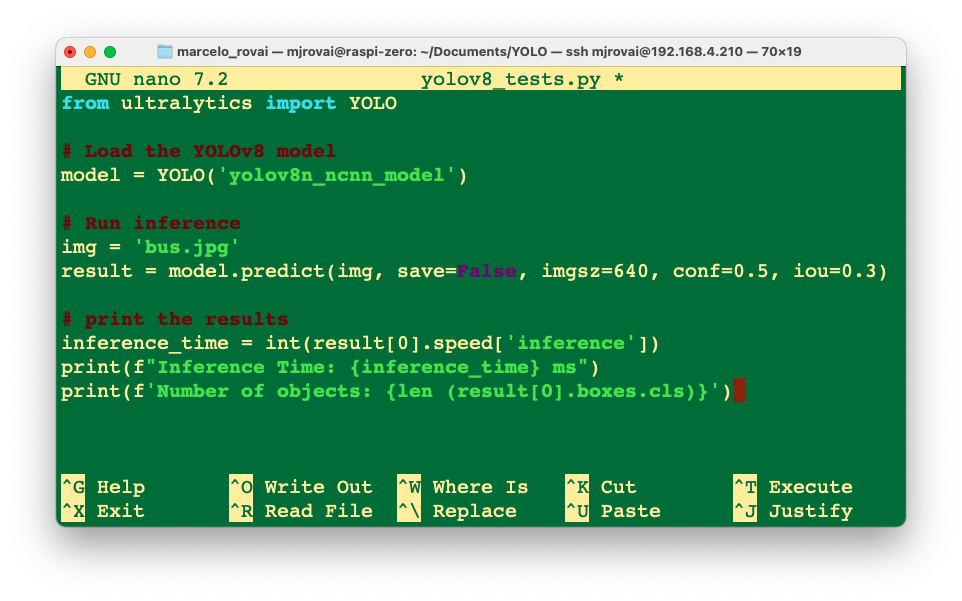 marcelo_rovai — mjrovai@raspi-zero: ~/Documents/YOLO — ssh mjrovai@192.168.4.210 — 70×19
GNU nano 7.2 yolov8_tests.py *
from ultralytics import YOLO
# Load the YOLOv8 model
model = YOLO('yolov8n_ncnn_model')
# Run inference
img = 'bus.jpg'
result = model.predict(img, save=False, imgsz=640, conf=0.5, iou=0.3)
# print the results
inference_time = int(result[0].speed['inference'])
print(f"Inference Time: {inference_time} ms")
print(f'Number of objects: {len (result[0].boxes.cls)}')
^G Help ^O Write Out ^W Where Is ^K Cut ^T Execute
^X Exit ^R Read File ^\ Replace ^U Paste ^J Justify